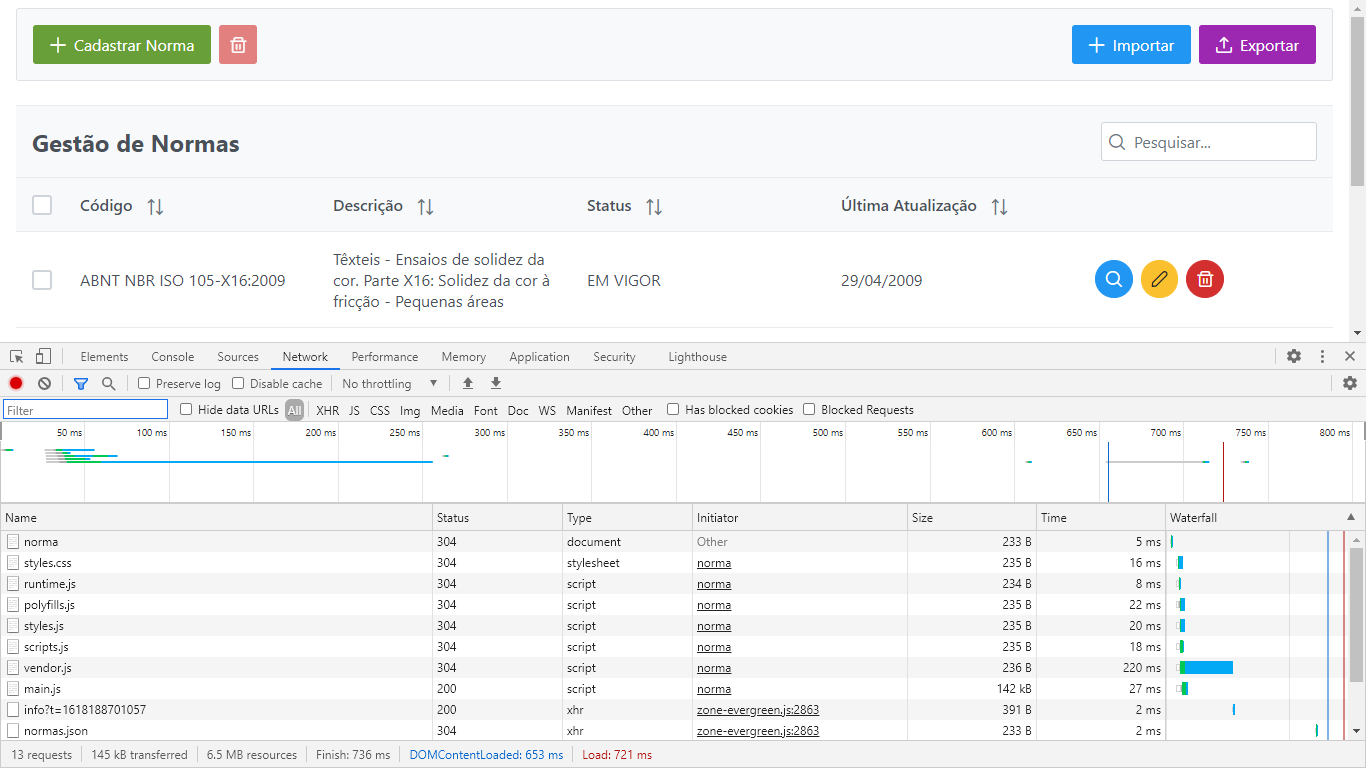 Cadastrar Norma
Importar
Exportar
Gestão de Normas
Pesquisar...
Código
Descrição
Status
Última Atualização
ABNT NBR ISO 105-X16:2009
Têxteis - Ensaios de solidez da
cor. Parte X16: Solidez da cor à
fricção - Pequenas áreas
EM VIGOR
29/04/2009
Elements Console Sources Network Performance Memory Application Security Lighthouse
Preserve log Disable cache No throttling
Filter Hide data URLs All XHR JS CSS Img Media Font Doc WS Manifest Other Has blocked cookies Blocked Requests
50 ms 100 ms 150 ms 200 ms 250 ms 300 ms 350 ms 400 ms 450 ms 500 ms 550 ms 600 ms 650 ms 700 ms 750 ms 800 ms
Name Status Type Initiator Size Time Waterfall
norma 304 document Other 233 B 5 ms
styles.css 304 stylesheet norma 235 B 16 ms
runtime.js 304 script norma 234 B 8 ms
polyfills.js 304 script norma 235 B 22 ms
styles.js 304 script norma 235 B 20 ms
scripts.js 304 script norma 235 B 18 ms
vendor.js 304 script norma 236 B 220 ms
main.js 200 script norma 142 kB 27 ms
info?t=1618188701057 200 xhr zone-evergreen.js:2863 391 B 2 ms
normas.json 304 xhr zone-evergreen.js:2863 233 B 2 ms
13 requests 145 kB transferred 6.5 MB resources Finish: 736 ms DOMContentLoaded: 653 ms Load: 721 ms